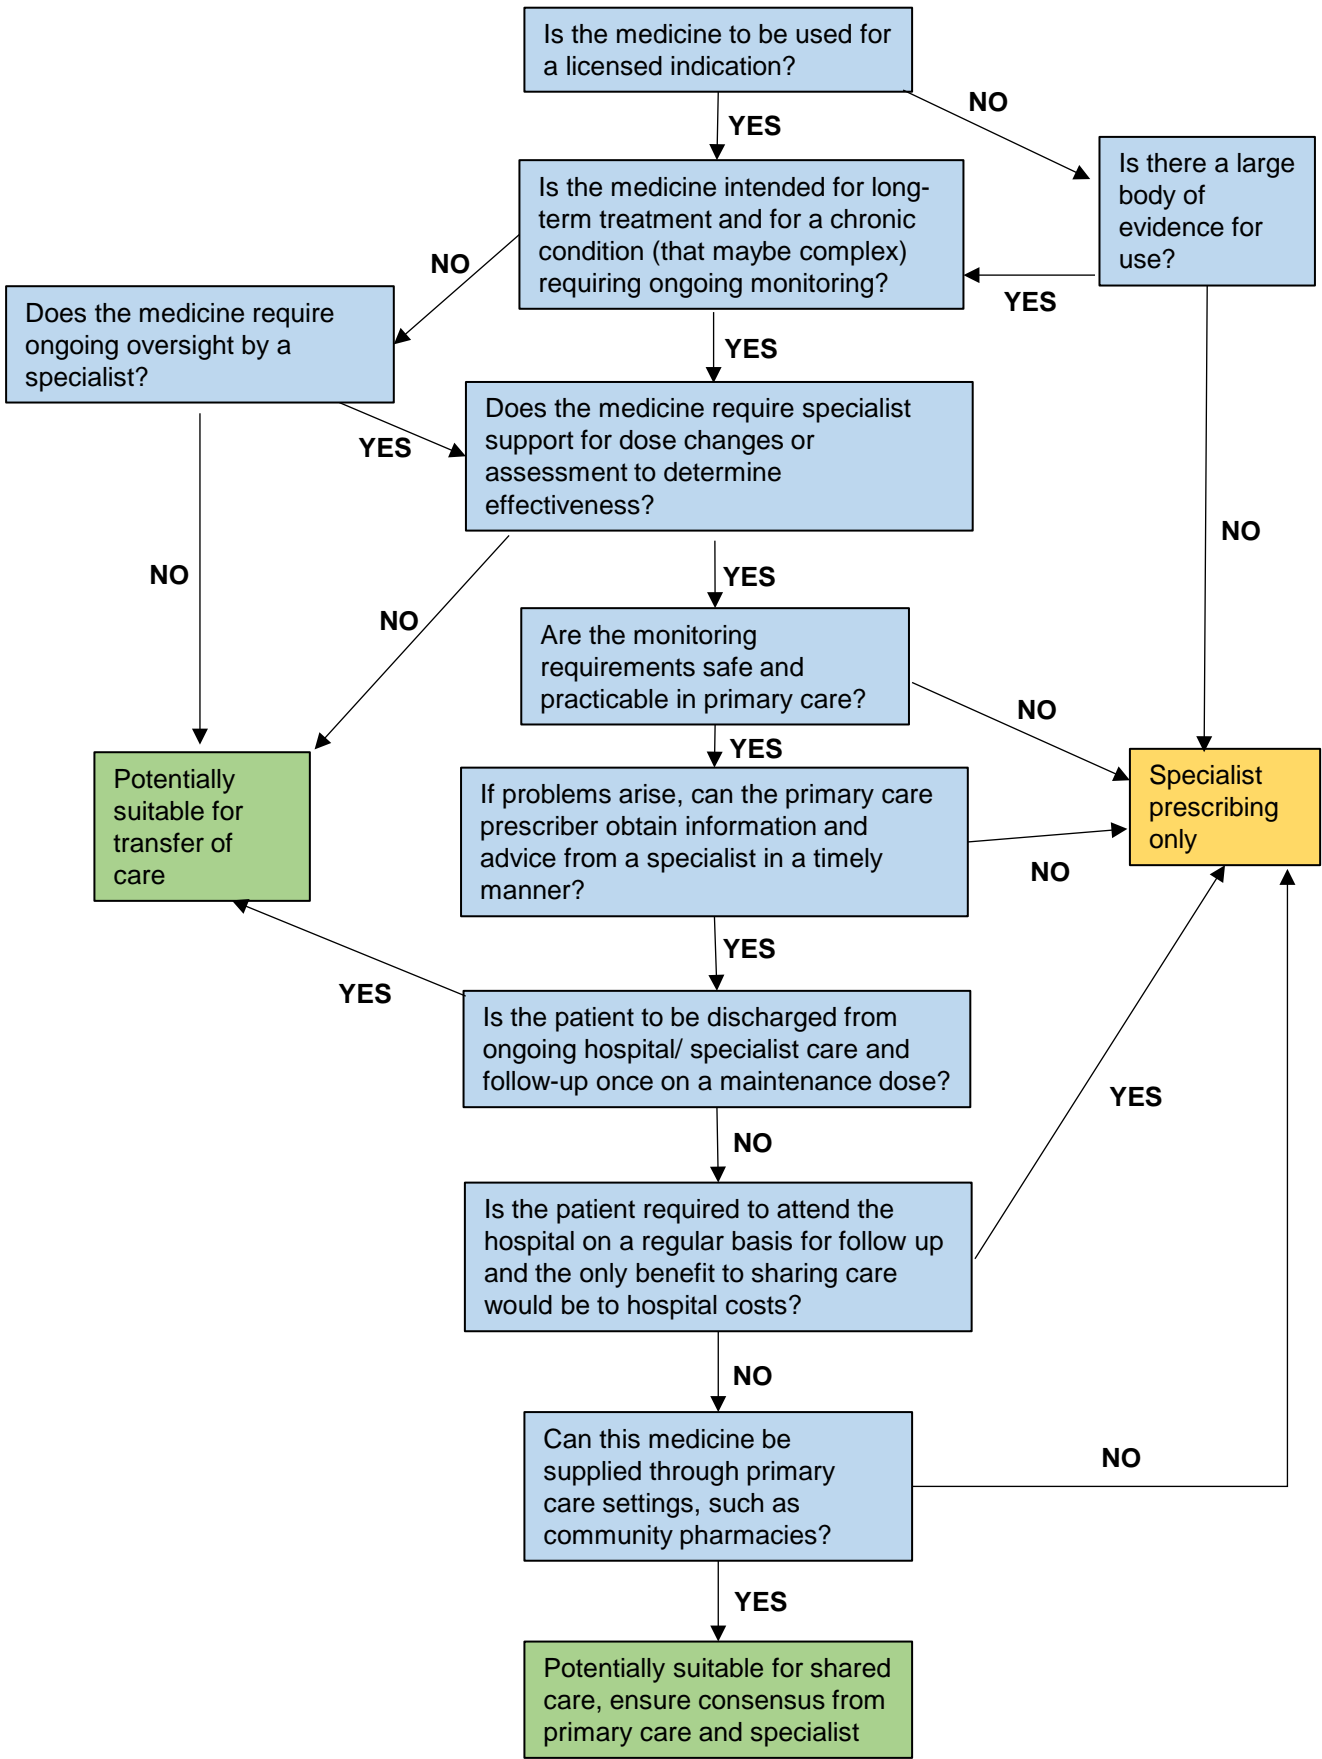 Is the medicine to be used for
a licensed indication?
NO
YES
Is there a large
body of
evidence for
use?
Is the medicine intended for long-
term treatment and for a chronic
condition (that maybe complex)
requiring ongoing monitoring?
NO
YES
Does the medicine require
ongoing oversight by a
specialist?
YES
Does the medicine require specialist
support for dose changes or
assessment to determine
effectiveness?
YES
NO
NO
YES
NO
Are the monitoring
requirements safe and
practicable in primary care?
NO
YES
Potentially
suitable for
transfer of
care
If problems arise, can the primary care
prescriber obtain information and
advice from a specialist in a timely
manner?
Specialist
prescribing
only
NO
YES
YES
Is the patient to be discharged from
ongoing hospital/ specialist care and
follow-up once on a maintenance dose?
YES
NO
Is the patient required to attend the
hospital on a regular basis for follow up
and the only benefit to sharing care
would be to hospital costs?
NO
Can this medicine be
supplied through primary
care settings, such as
community pharmacies?
NO
YES
Potentially suitable for shared
care, ensure consensus from
primary care and specialist